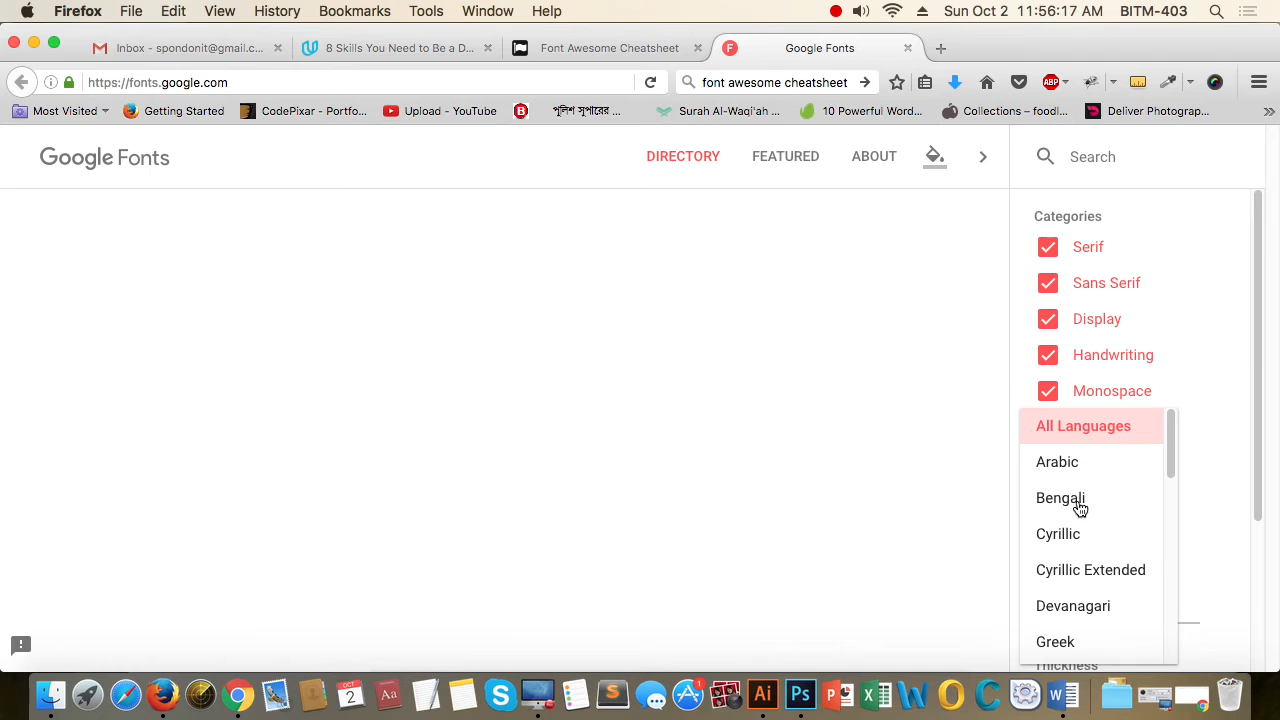 Firefox File Edit View History Bookmarks Tools Window Help Sun Oct 2 11:56:17 AM BITM-403
Inbox - spondonit@gmail.c... 8 Skills You Need to Be a D... Font Awesome Cheatsheet Google Fonts
https://fonts.google.com font awesome cheatsheet
Most Visited Getting Started CodePixar - Portfo... Upload - YouTube পুলিশ সুপারের ... Surah Al-Waqi'ah ... 10 Powerful Word... Collections – foodl... Deliver Photograp...
Google Fonts DIRECTORY FEATURED ABOUT Search
Categories
Serif
Sans Serif
Display
Handwriting
Monospace
All Languages
Arabic
Bengali
Cyrillic
Cyrillic Extended
Devanagari
Greek
Thickness